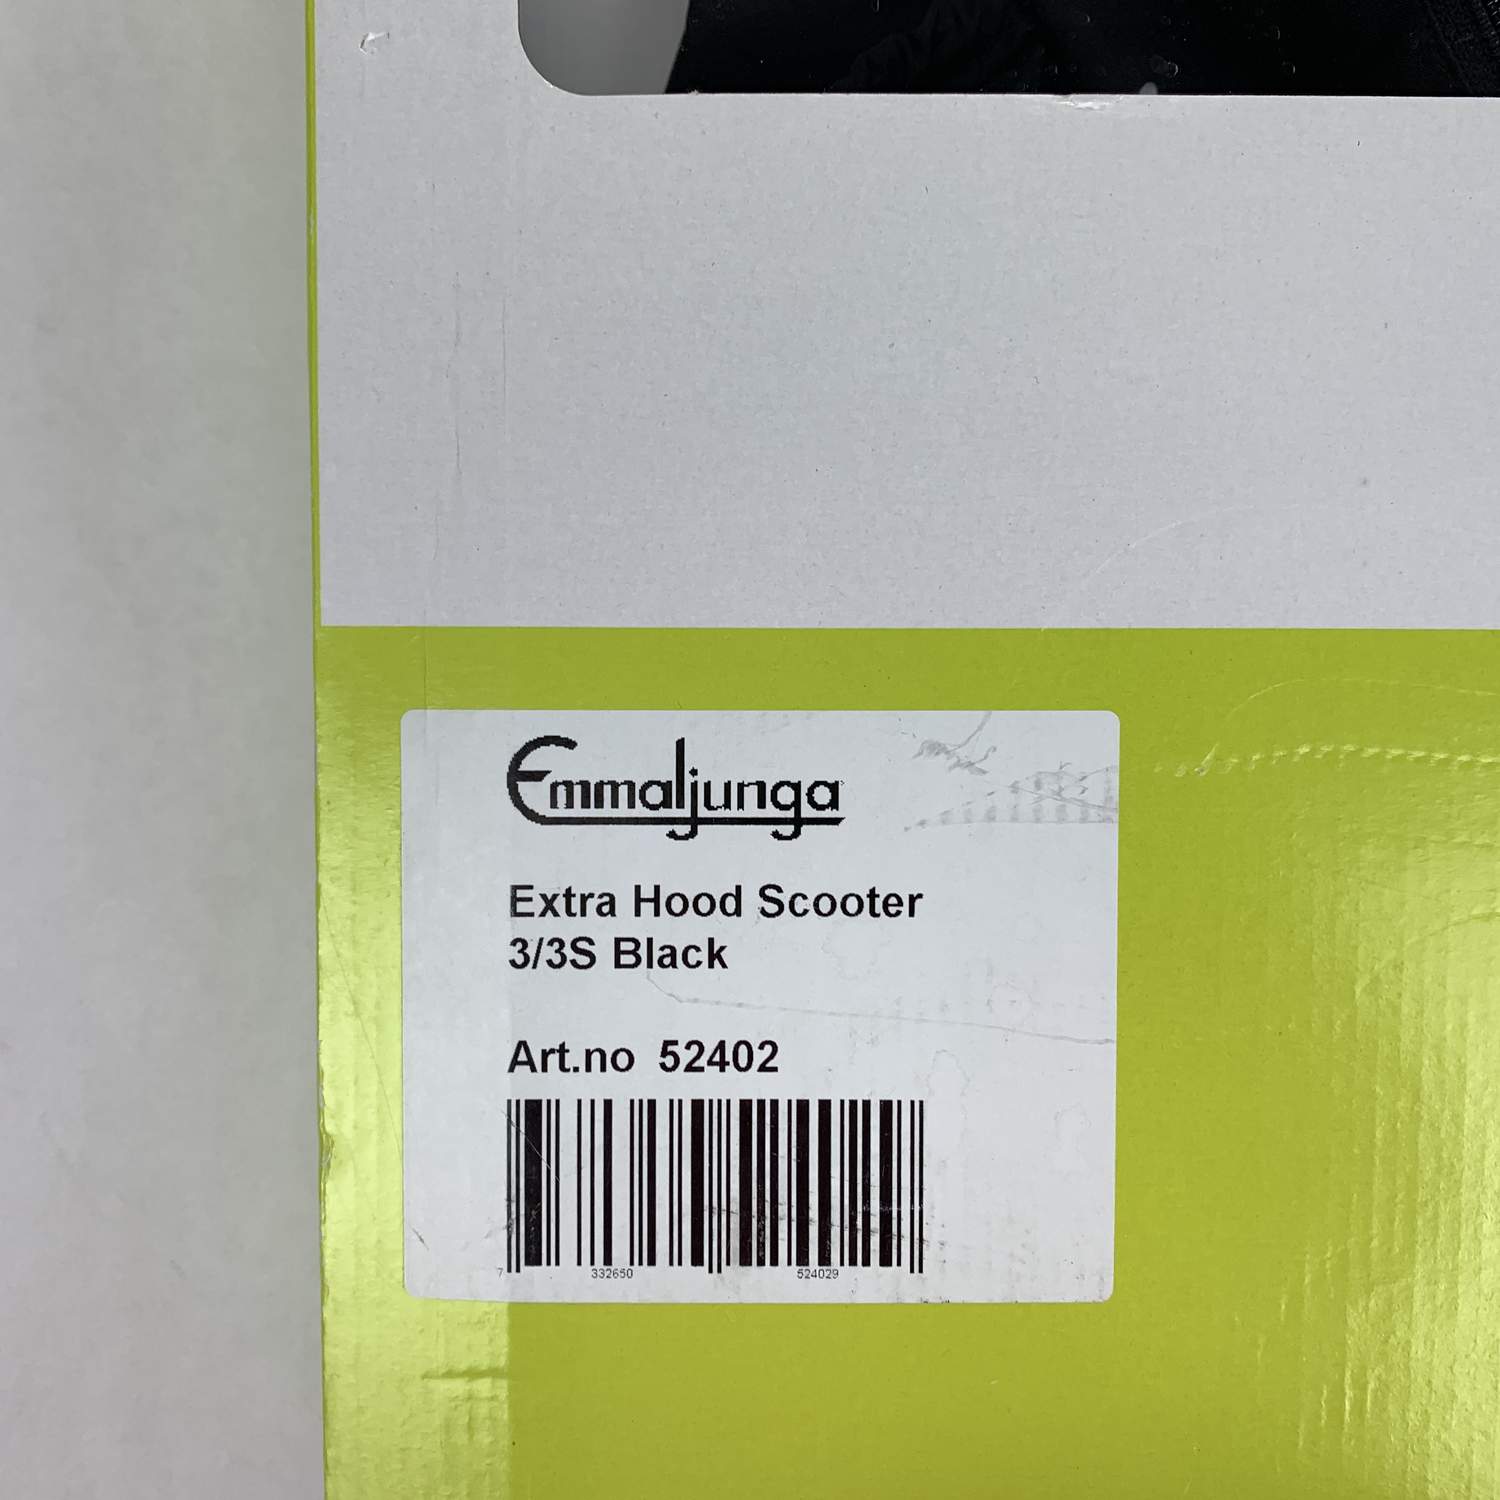 Emmaljunga
Extra Hood Scooter
3/3S Black
Art.no 52402
7 332650 524029